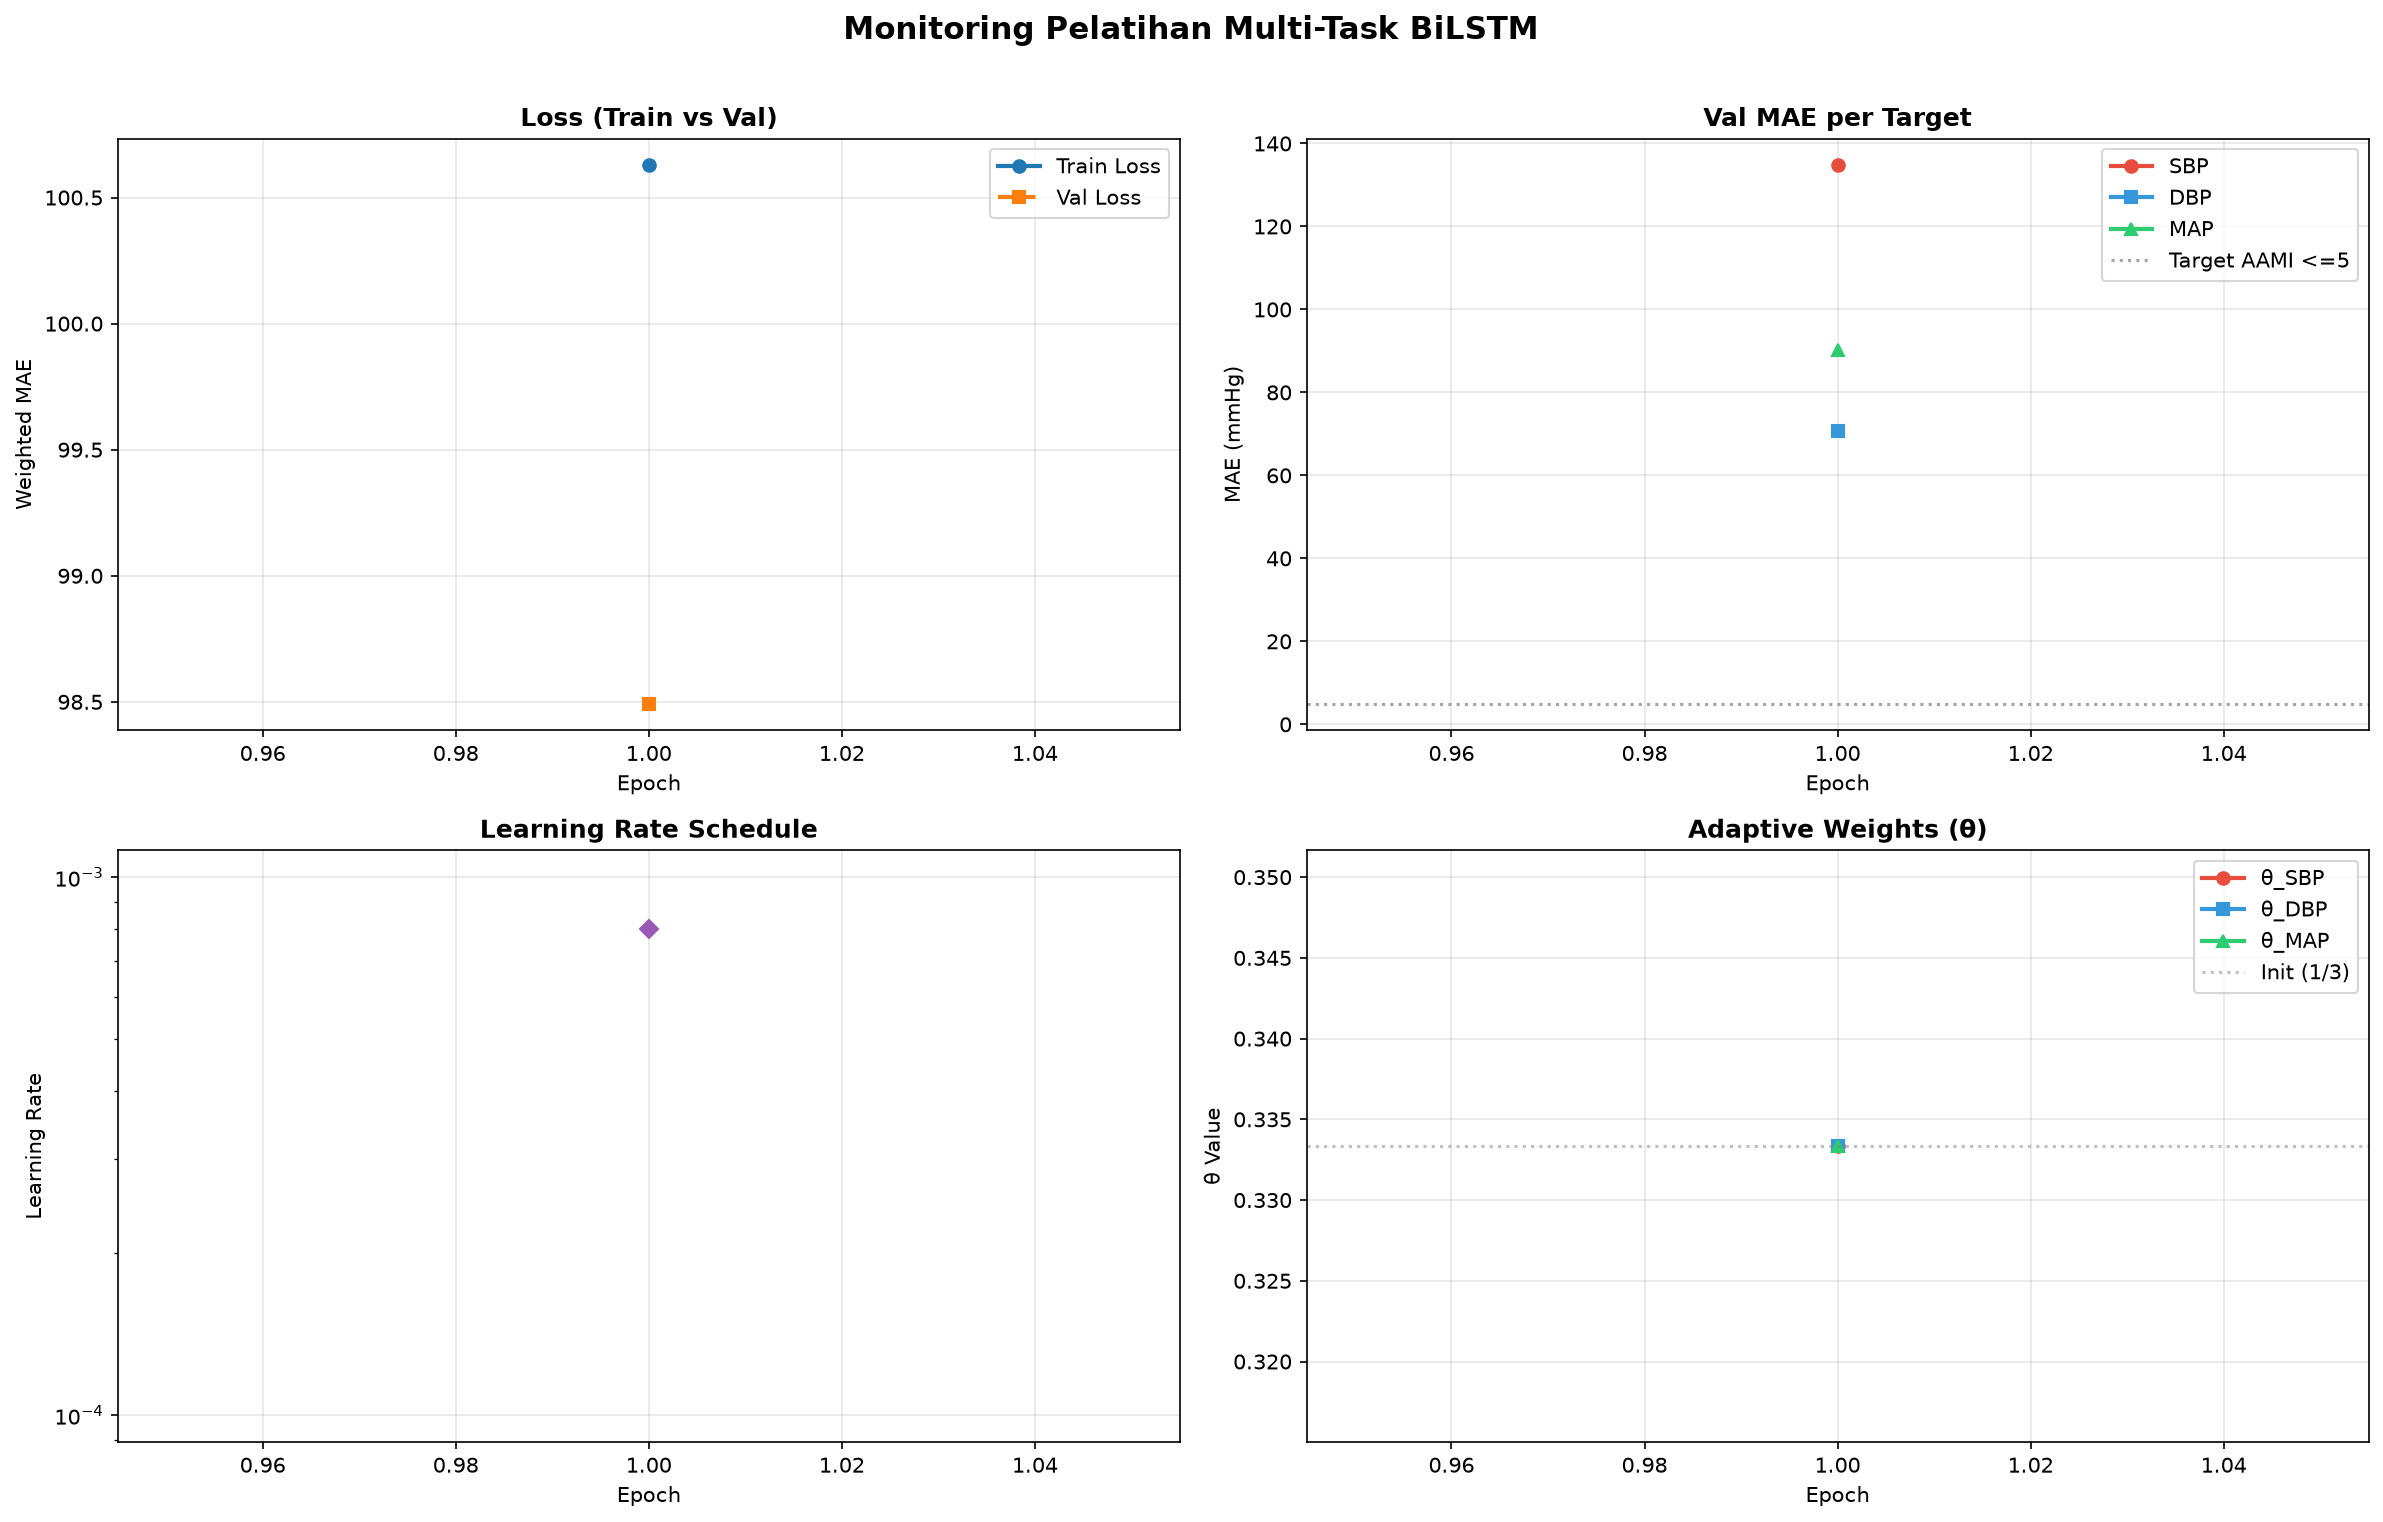 Monitoring Pelatihan Multi-Task BiLSTM
Loss (Train vs Val)
Weighted MAE
100.5
100.0
99.5
99.0
98.5
Train Loss
Val Loss
0.96 0.98 1.00 1.02 1.04
Epoch
Val MAE per Target
MAE (mmHg)
140
120
100
80
60
40
20
0
SBP
DBP
MAP
Target AAMI <=5
0.96 0.98 1.00 1.02 1.04
Epoch
Learning Rate Schedule
Learning Rate
10⁻³
10⁻⁴
0.96 0.98 1.00 1.02 1.04
Epoch
Adaptive Weights (θ)
θ Value
0.350
0.345
0.340
0.335
0.330
0.325
0.320
θ_SBP
θ_DBP
θ_MAP
Init (1/3)
0.96 0.98 1.00 1.02 1.04
Epoch